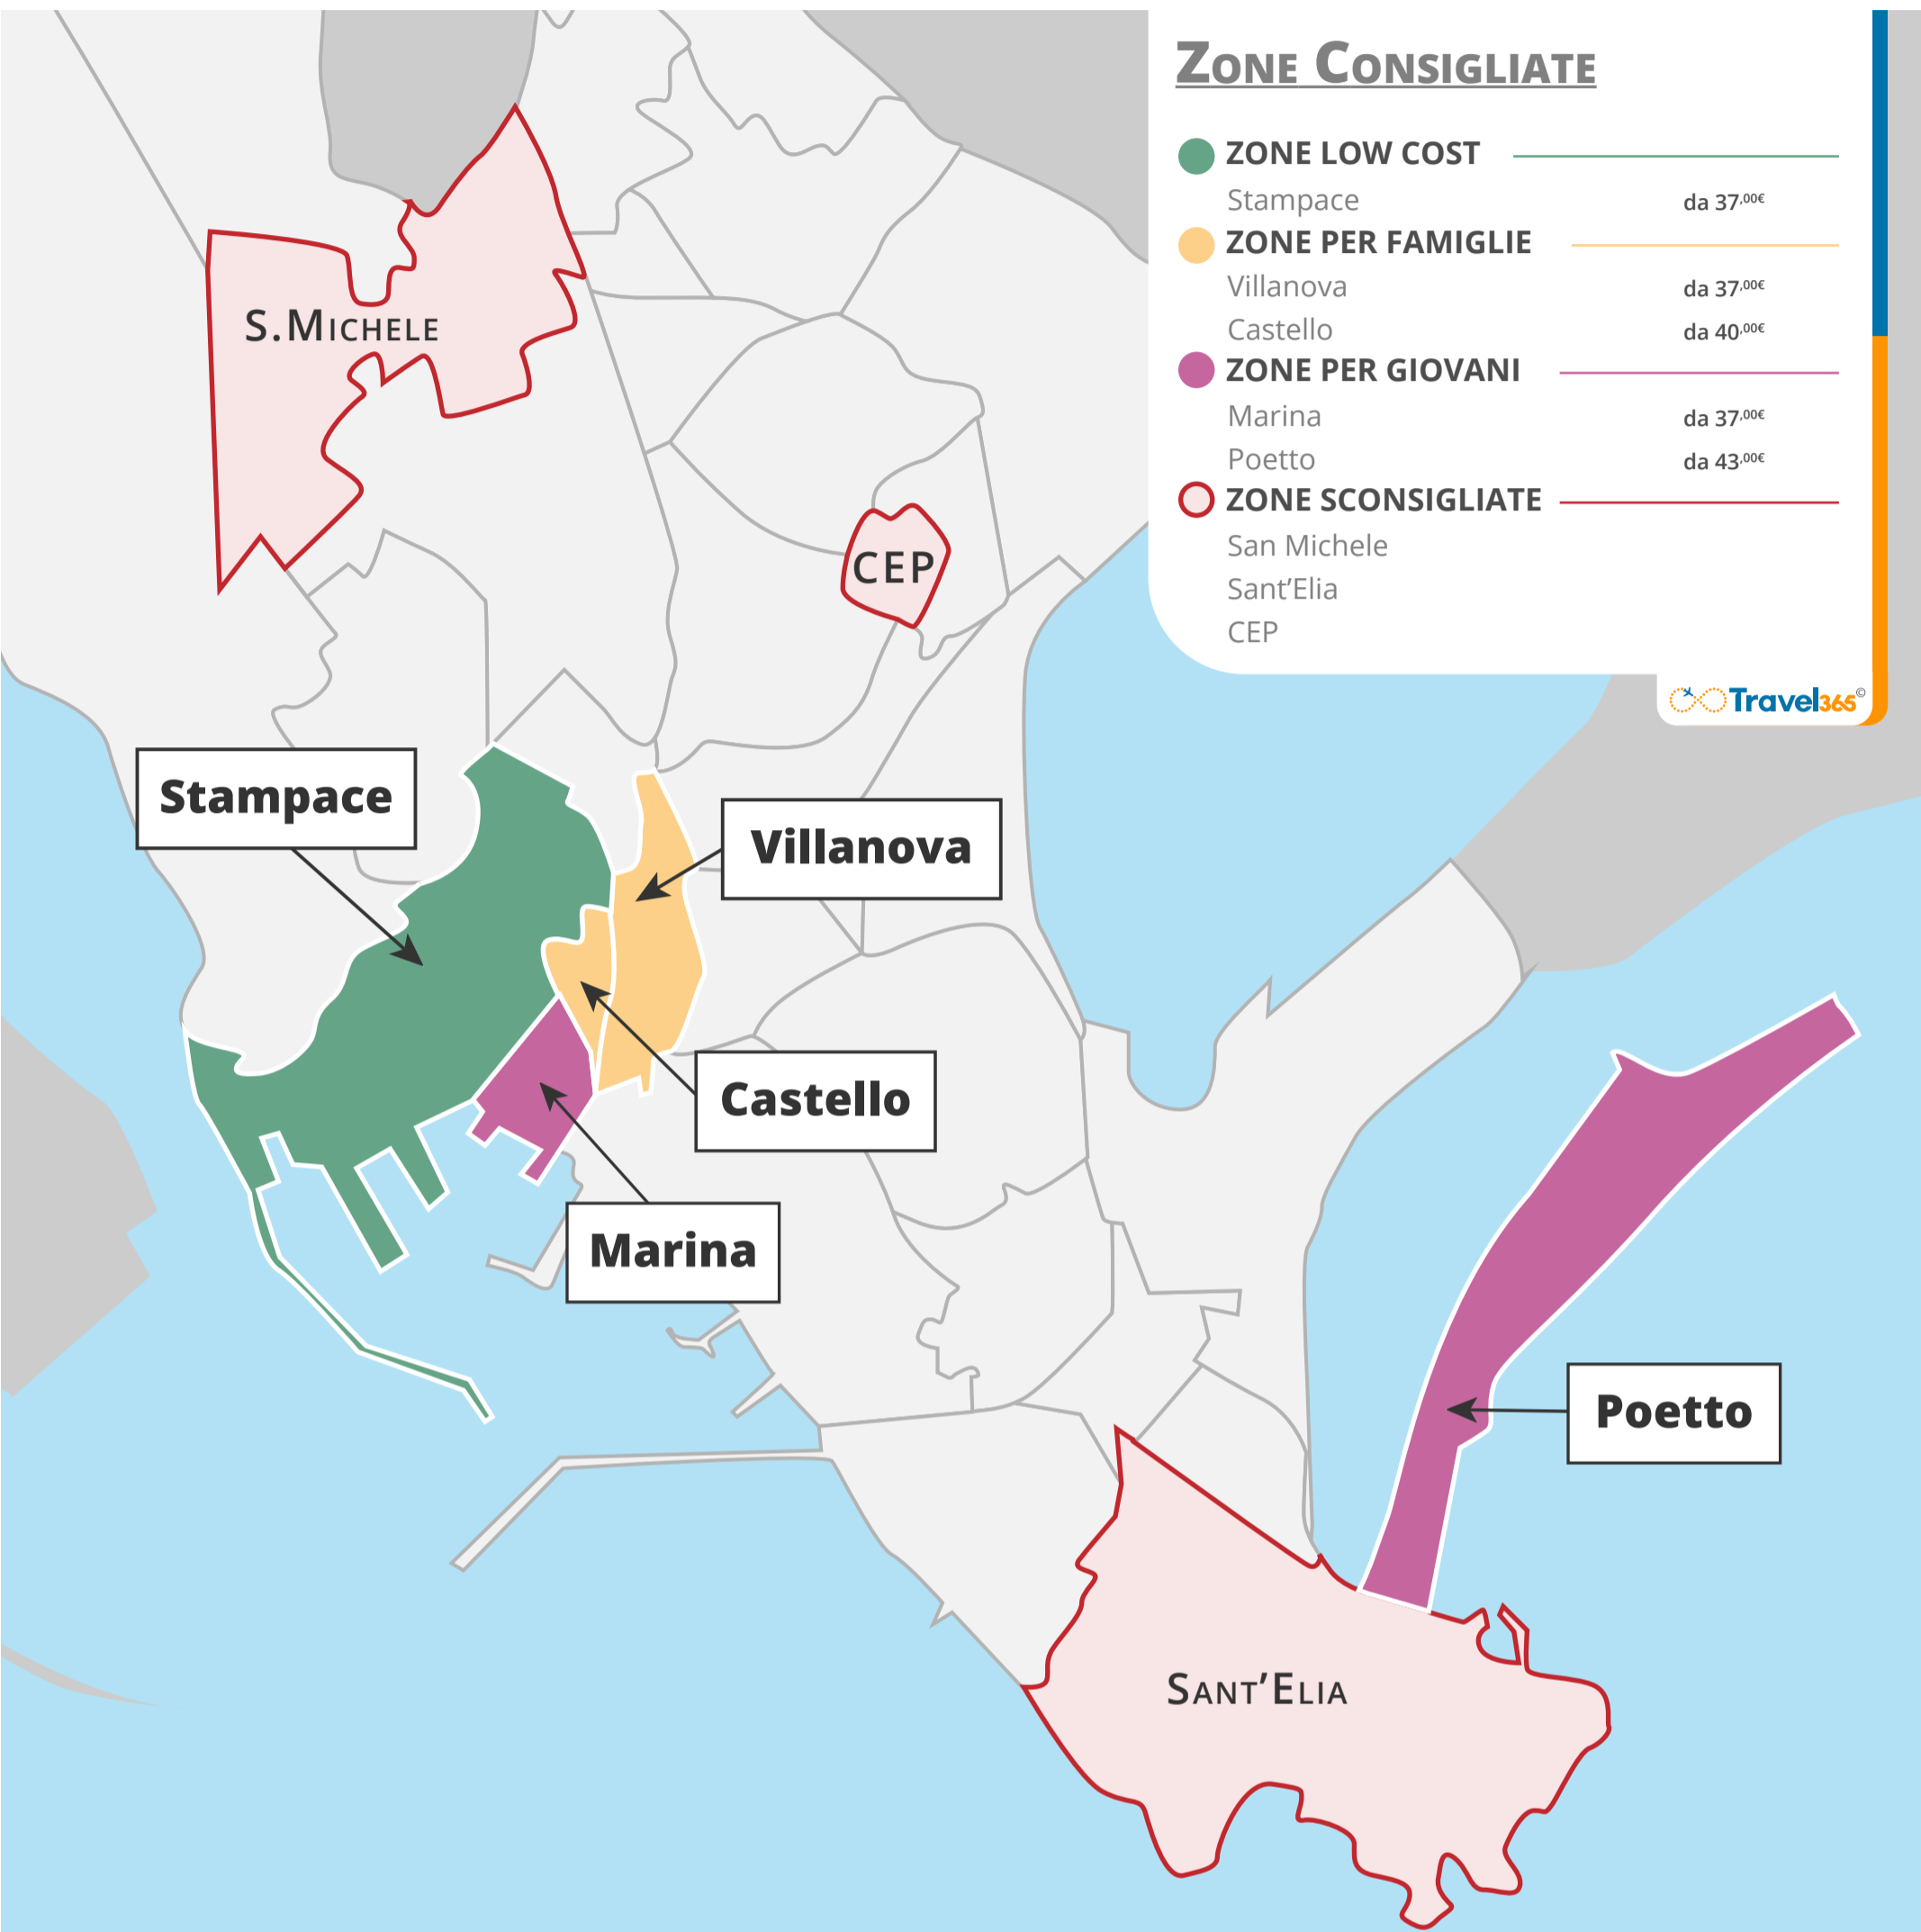 Zone Consigliate
ZONE LOW COST
Stampace da 37,00€
ZONE PER FAMIGLIE
Villanova da 37,00€
Castello da 40,00€
ZONE PER GIOVANI
Marina da 37,00€
Poetto da 43,00€
ZONE SCONSIGLIATE
San Michele
Sant'Elia
CEP
Travel365©
S.Michele
CEP
Stampace
Villanova
Castello
Marina
Poetto
Sant'Elia